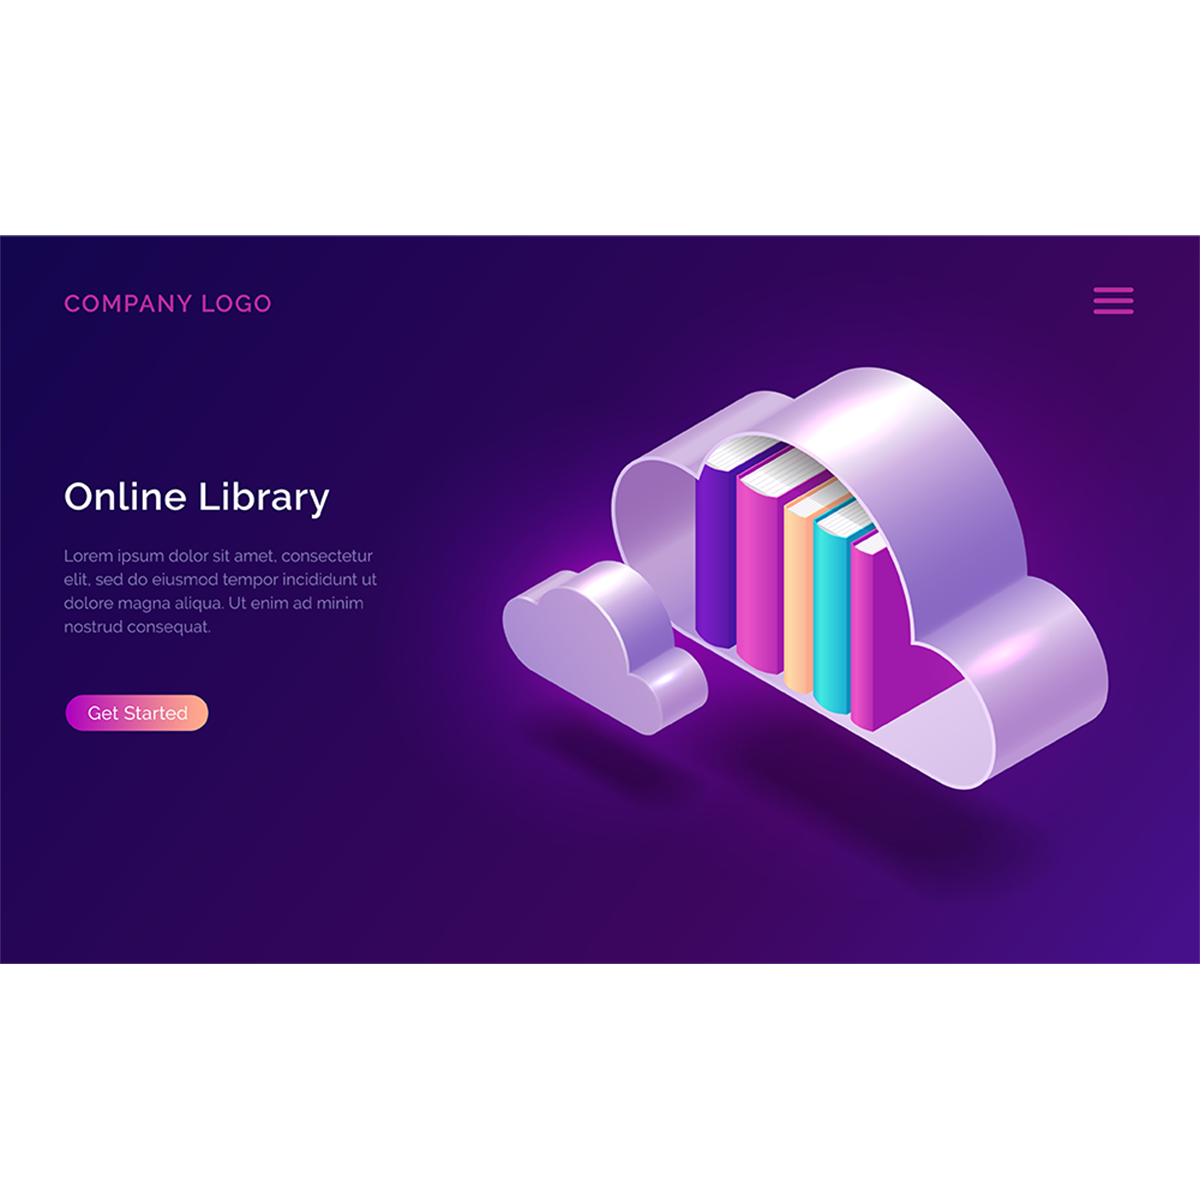 COMPANY LOGO
Online Library
Lorem ipsum dolor sit amet, consectetur
elit, sed do eiusmod tempor incididunt ut
dolore magna aliqua. Ut enim ad minim
nostrud consequat.
Get Started